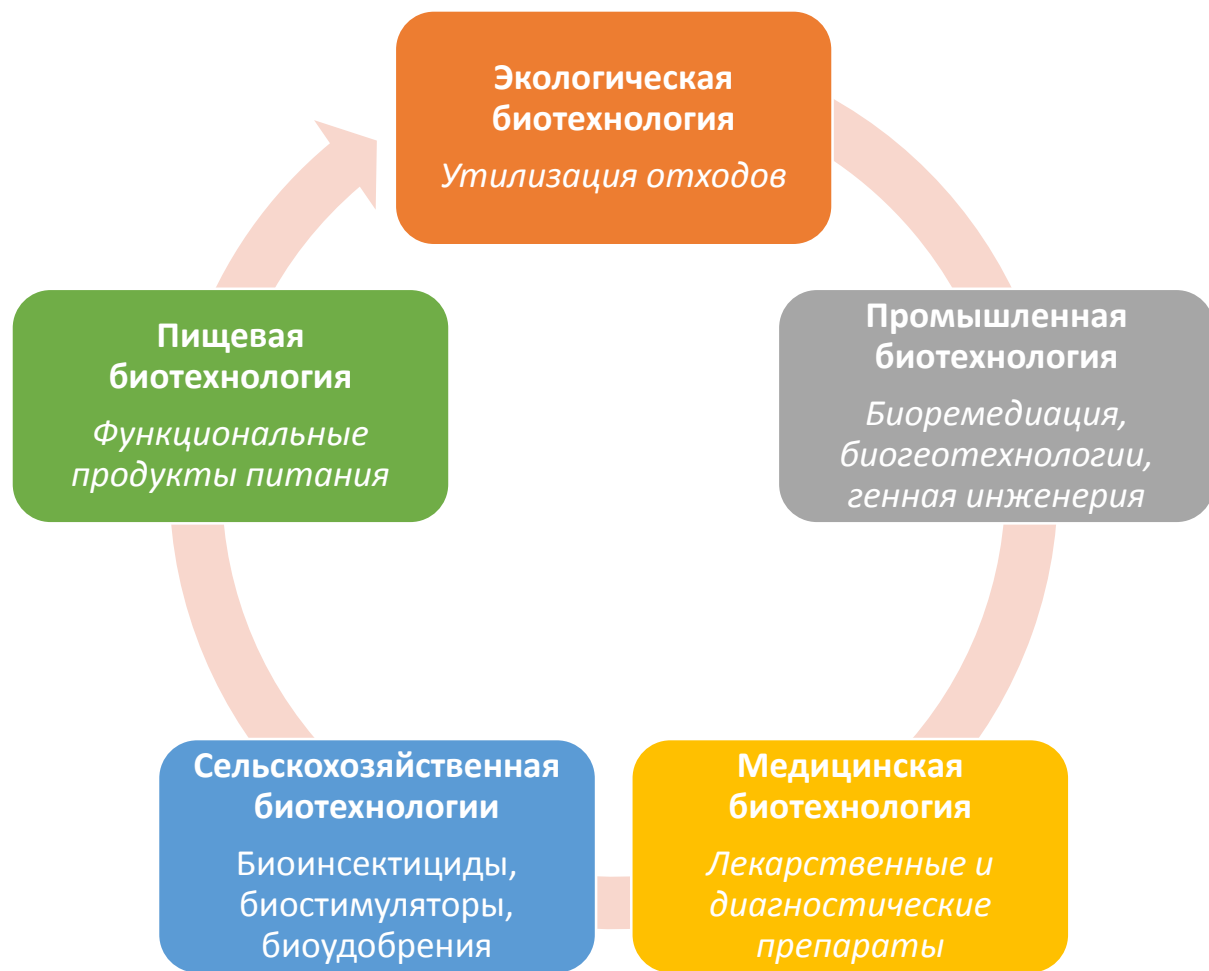 Экологическая
биотехнология
Утилизация отходов
Промышленная
биотехнология
Биоремедиация,
биогеотехнологии,
генная инженерия
Медицинская
биотехнология
Лекарственные и
диагностические
препараты
Сельскохозяйственная
биотехнологии
Биоинсектициды,
биостимуляторы,
биоудобрения
Пищевая
биотехнология
Функциональные
продукты питания